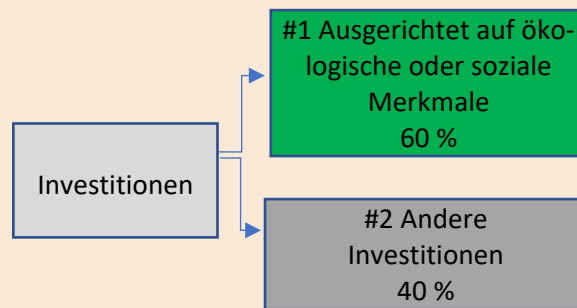 #1 Ausgerichtet auf öko-
logische oder soziale
Merkmale
60 %
Investitionen
#2 Andere
Investitionen
40 %